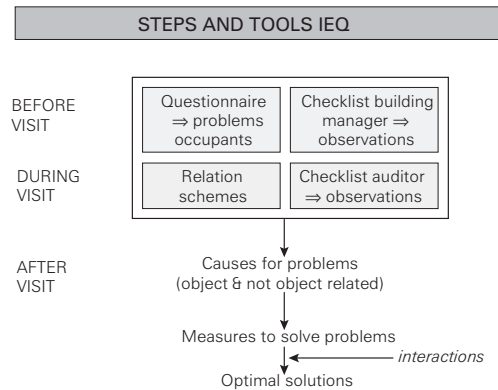 STEPS AND TOOLS IEQ
BEFORE
VISIT
Questionnaire
⇒ problems
occupants
Checklist building
manager ⇒
observations
DURING
VISIT
Relation
schemes
Checklist auditor
⇒ observations
AFTER
VISIT
Causes for problems
(object & not object related)
Measures to solve problems
interactions
Optimal solutions